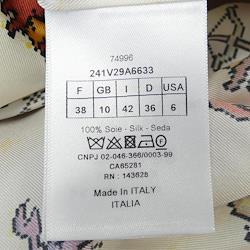 74996
241V29A6633
F GB I D USA
38 10 42 36 6
100% Soie - Silk - Seda
CNPJ 02-046-366/0003-99
CA65281
RN : 143628
Made in ITALY
ITALIA